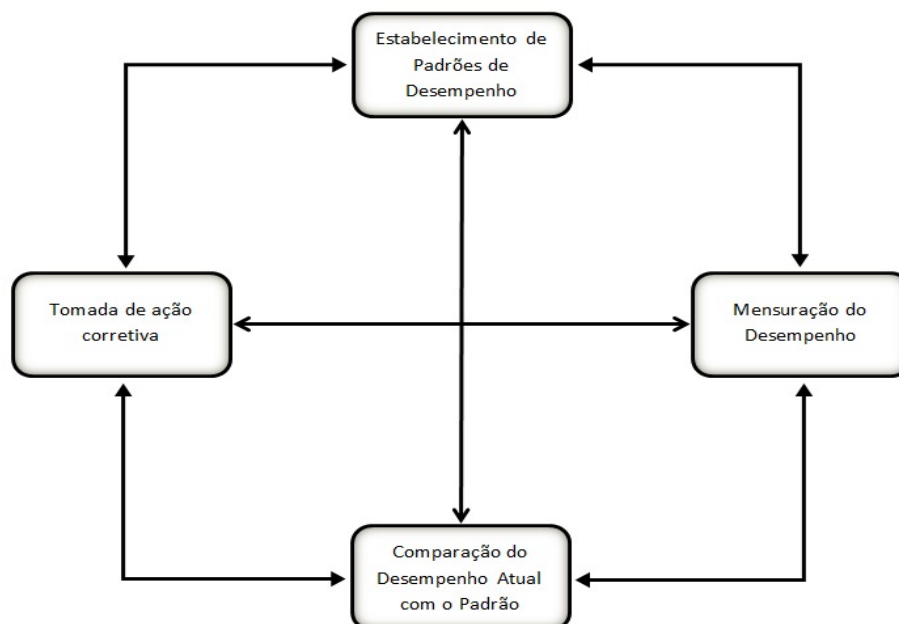 Estabelecimento de
Padrões de
Desempenho
Tomada de ação
corretiva
Mensuração do
Desempenho
Comparação do
Desempenho Atual
com o Padrão